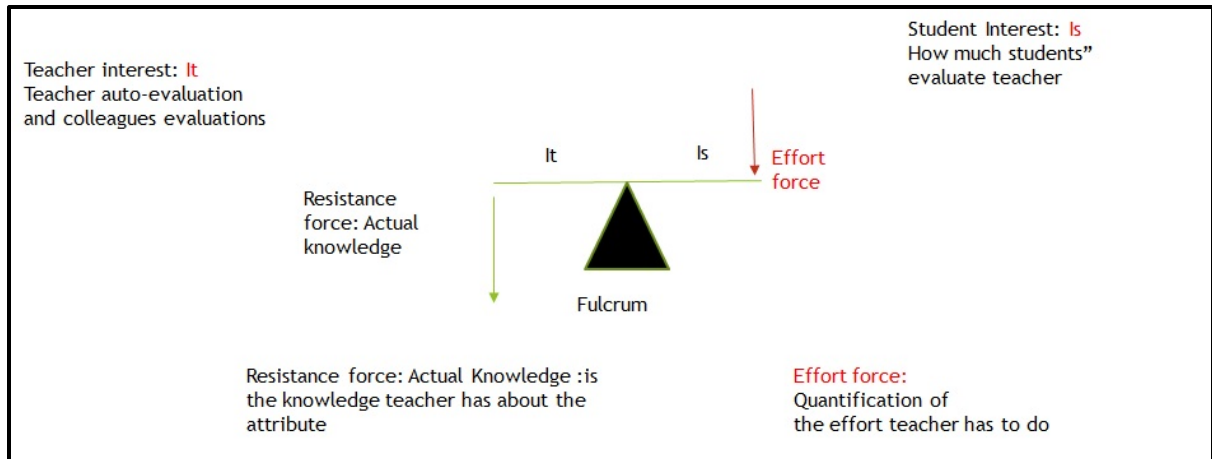 Student Interest: Is
How much students”
evaluate teacher
Teacher interest: It
Teacher auto-evaluation
and colleagues evaluations
It
Is
Effort
force
Resistance
force: Actual
knowledge
Fulcrum
Resistance force: Actual Knowledge :is
the knowledge teacher has about the
attribute
Effort force:
Quantification of
the effort teacher has to do